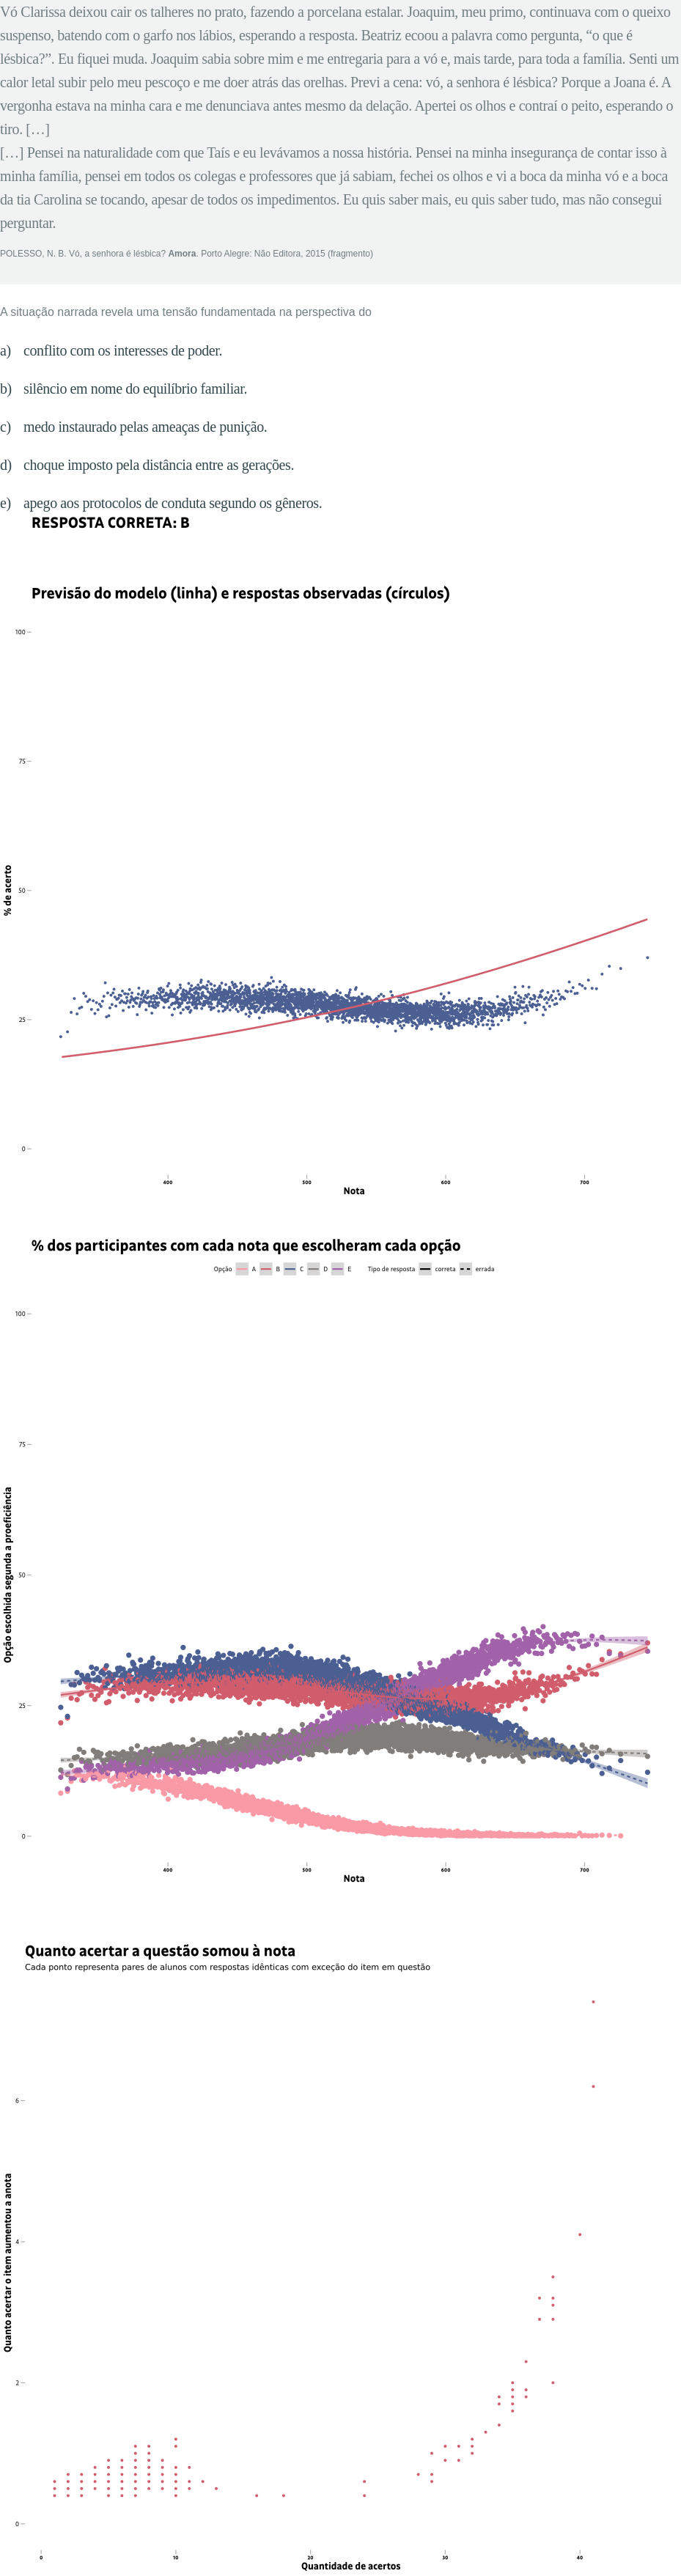 Vó Clarissa deixou cair os talheres no prato, fazendo a porcelana estalar. Joaquim, meu primo, continuava com o queixo
suspenso, batendo com o garfo nos lábios, esperando a resposta. Beatriz ecoou a palavra como pergunta, “o que é
lésbica?”. Eu fiquei muda. Joaquim sabia sobre mim e me entregaria para a vó e, mais tarde, para toda a família. Senti um
calor letal subir pelo meu pescoço e me doer atrás das orelhas. Previ a cena: vó, a senhora é lésbica? Porque a Joana é. A
vergonha estava na minha cara e me denunciava antes mesmo da delação. Apertei os olhos e contraí o peito, esperando o
tiro. […]
[…] Pensei na naturalidade com que Taís e eu levávamos a nossa história. Pensei na minha insegurança de contar isso à
minha família, pensei em todos os colegas e professores que já sabiam, fechei os olhos e vi a boca da minha vó e a boca
da tia Carolina se tocando, apesar de todos os impedimentos. Eu quis saber mais, eu quis saber tudo, mas não consegui
perguntar.
POLESSO, N. B. Vó, a senhora é lésbica? Amora. Porto Alegre: Não Editora, 2015 (fragmento)
A situação narrada revela uma tensão fundamentada na perspectiva do
a) conflito com os interesses de poder.
b) silêncio em nome do equilíbrio familiar.
c) medo instaurado pelas ameaças de punição.
d) choque imposto pela distância entre as gerações.
e) apego aos protocolos de conduta segundo os gêneros.
RESPOSTA CORRETA: B
Previsão do modelo (linha) e respostas observadas (círculos)
100
75
% de acerto
50
25
0
400 500 600 700
Nota
% dos participantes com cada nota que escolheram cada opção
Opção A B C D E Tipo de resposta correta errada
100
75
Opção escolhida segunda a proeficiência
50
25
0
400 500 600 700
Nota
Quanto acertar a questão somou à nota
Cada ponto representa pares de alunos com respostas idênticas com exceção do item em questão
6
Quanto acertar o item aumentou a anota
4
2
0
0 10 20 30 40
Quantidade de acertos